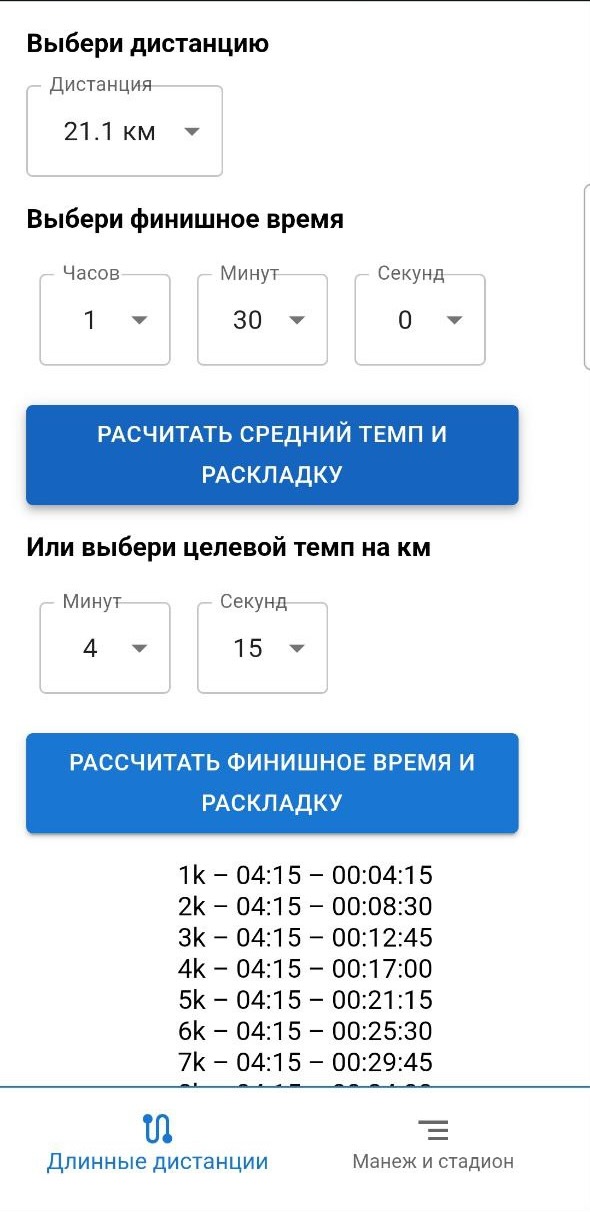 Выбери дистанцию
Дистанция
21.1 км
Выбери финишное время
Часов Минут Секунд
1 30 0
РАСЧИТАТЬ СРЕДНИЙ ТЕМП И
РАСКЛАДКУ
Или выбери целевой темп на км
Минут Секунд
4 15
РАССЧИТАТЬ ФИНИШНОЕ ВРЕМЯ И
РАСКЛАДКУ
1k – 04:15 – 00:04:15
2k – 04:15 – 00:08:30
3k – 04:15 – 00:12:45
4k – 04:15 – 00:17:00
5k – 04:15 – 00:21:15
6k – 04:15 – 00:25:30
7k – 04:15 – 00:29:45
Длинные дистанции Манеж и стадион